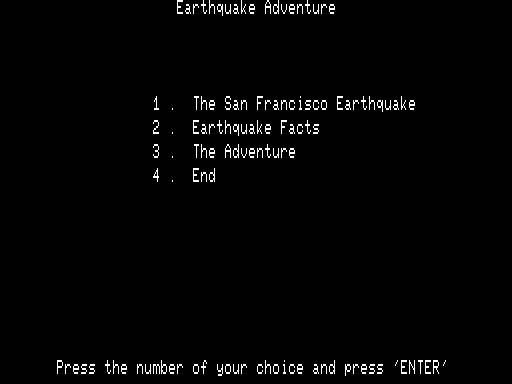 Earthquake Adventure
1 .  The San Francisco Earthquake
2 .  Earthquake Facts
3 .  The Adventure
4 .  End
Press the number of your choice and press 'ENTER'